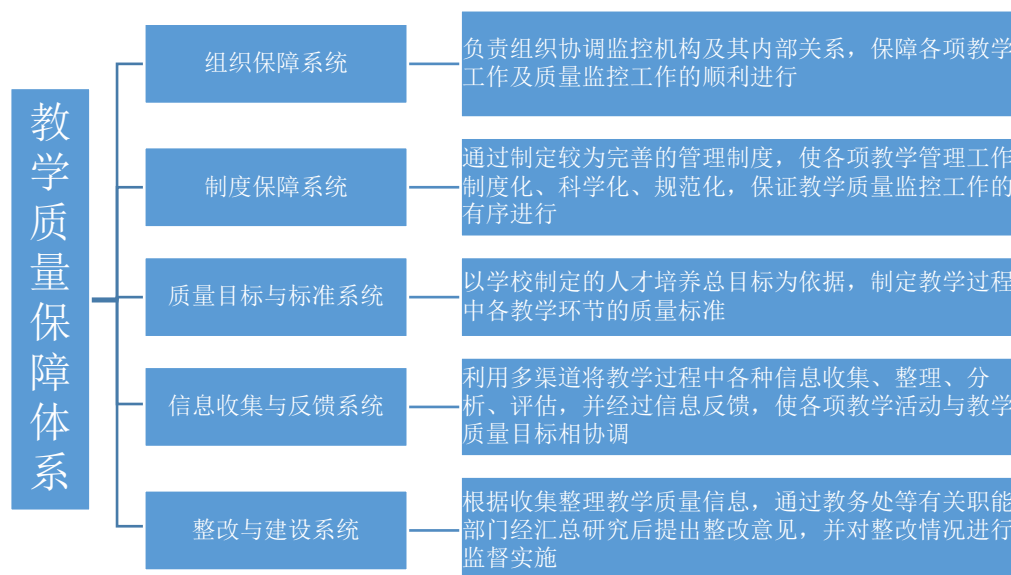 教学质量保障体系
组织保障系统
负责组织协调监控机构及其内部关系，保障各项教学
工作及质量监控工作的顺利进行
制度保障系统
通过制定较为完善的管理制度，使各项教学管理工作
制度化、科学化、规范化，保证教学质量监控工作的
有序进行
质量目标与标准系统
以学校制定的人才培养总目标为依据，制定教学过程
中各教学环节的质量标准
信息收集与反馈系统
利用多渠道将教学过程中各种信息收集、整理、分
析、评估，并经过信息反馈，使各项教学活动与教学
质量目标相协调
整改与建设系统
根据收集整理教学质量信息，通过教务处等有关职能
部门经汇总研究后提出整改意见，并对整改情况进行
监督实施